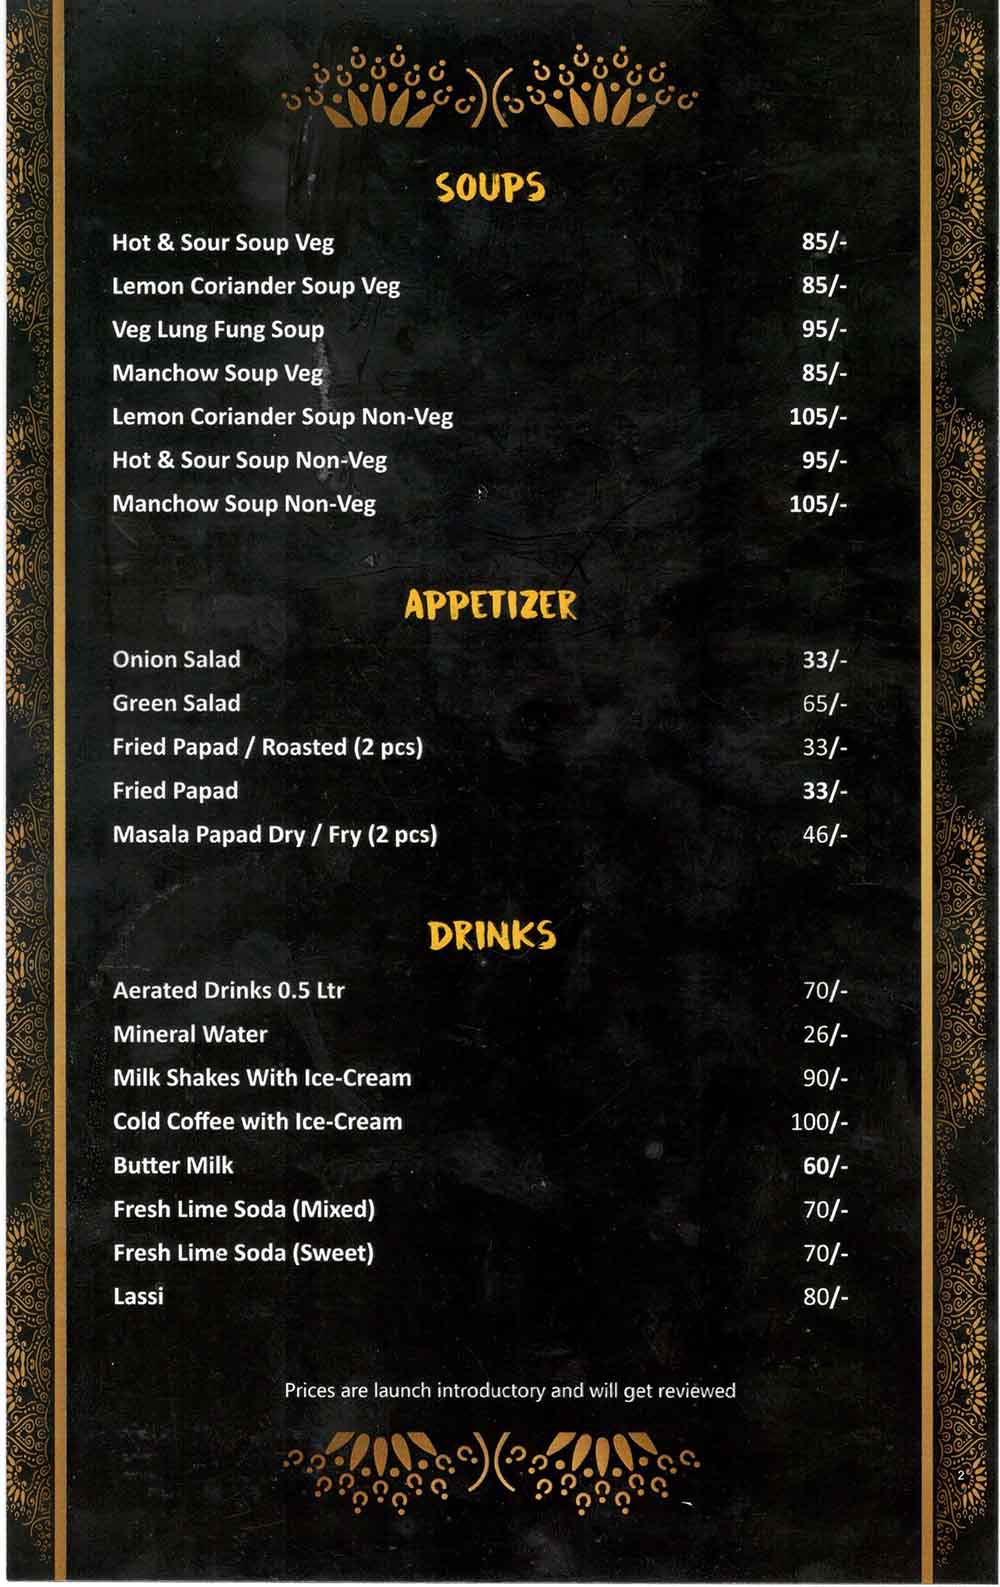 SOUPS
Hot & Sour Soup Veg 85/-
Lemon Coriander Soup Veg 85/-
Veg Lung Fung Soup 95/-
Manchow Soup Veg 85/-
Lemon Coriander Soup Non-Veg 105/-
Hot & Sour Soup Non-Veg 95/-
Manchow Soup Non-Veg 105/-
APPETIZER
Onion Salad 33/-
Green Salad 65/-
Fried Papad / Roasted (2 pcs) 33/-
Fried Papad 33/-
Masala Papad Dry / Fry (2 pcs) 46/-
DRINKS
Aerated Drinks 0.5 Ltr 70/-
Mineral Water 26/-
Milk Shakes With Ice-Cream 90/-
Cold Coffee with Ice-Cream 100/-
Butter Milk 60/-
Fresh Lime Soda (Mixed) 70/-
Fresh Lime Soda (Sweet) 70/-
Lassi 80/-
Prices are launch introductory and will get reviewed
2